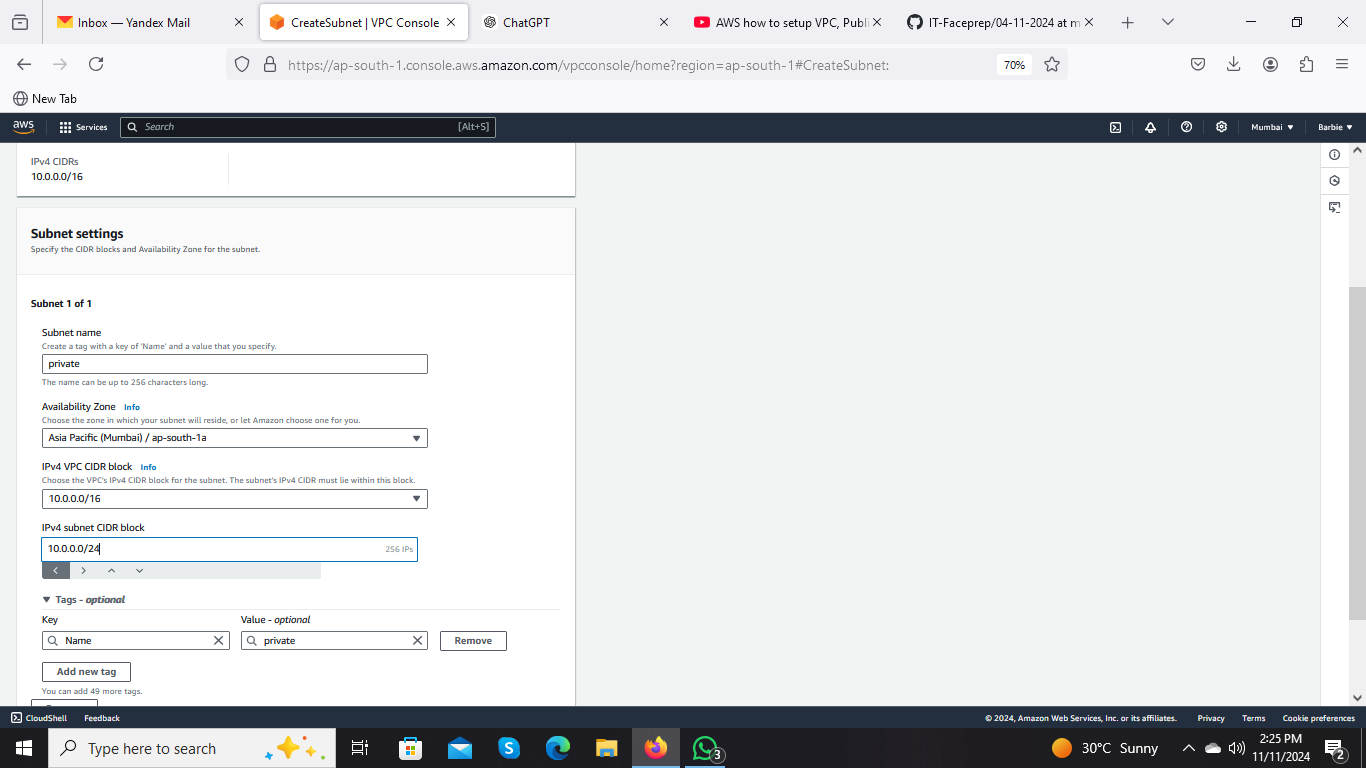 Inbox — Yandex Mail
CreateSubnet | VPC Console
ChatGPT
AWS how to setup VPC, Publi
IT-Faceprep/04-11-2024 at m
https://ap-south-1.console.aws.amazon.com/vpcconsole/home?region=ap-south-1#CreateSubnet:
70%
New Tab
aws
Services
Search
[Alt+S]
Mumbai
Barbie
IPv4 CIDRs
10.0.0.0/16
Subnet settings
Specify the CIDR blocks and Availability Zone for the subnet.
Subnet 1 of 1
Subnet name
Create a tag with a key of 'Name' and a value that you specify.
private
The name can be up to 256 characters long.
Availability Zone Info
Choose the zone in which your subnet will reside, or let Amazon choose one for you.
Asia Pacific (Mumbai) / ap-south-1a
IPv4 VPC CIDR block Info
Choose the VPC's IPv4 CIDR block for the subnet. The subnet's IPv4 CIDR must lie within this block.
10.0.0.0/16
IPv4 subnet CIDR block
10.0.0.0/24
256 IPs
Tags - optional
Key
Value - optional
Name
private
Remove
Add new tag
You can add 49 more tags.
CloudShell
Feedback
© 2024, Amazon Web Services, Inc. or its affiliates.
Privacy
Terms
Cookie preferences
Type here to search
3
30°C Sunny
2:25 PM
11/11/2024
2